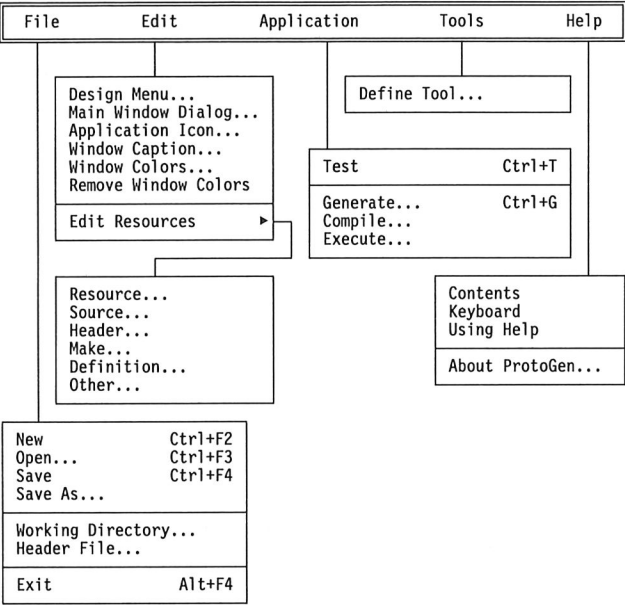 File Edit Application Tools Help
Design Menu...
Main Window Dialog...
Application Icon...
Window Caption...
Window Colors...
Remove Window Colors
Edit Resources ▶
Define Tool...
Test Ctrl+T
Generate... Ctrl+G
Compile...
Execute...
Resource...
Source...
Header...
Make...
Definition...
Other...
Contents
Keyboard
Using Help
About ProtoGen...
New Ctrl+F2
Open... Ctrl+F3
Save Ctrl+F4
Save As...
Working Directory...
Header File...
Exit Alt+F4